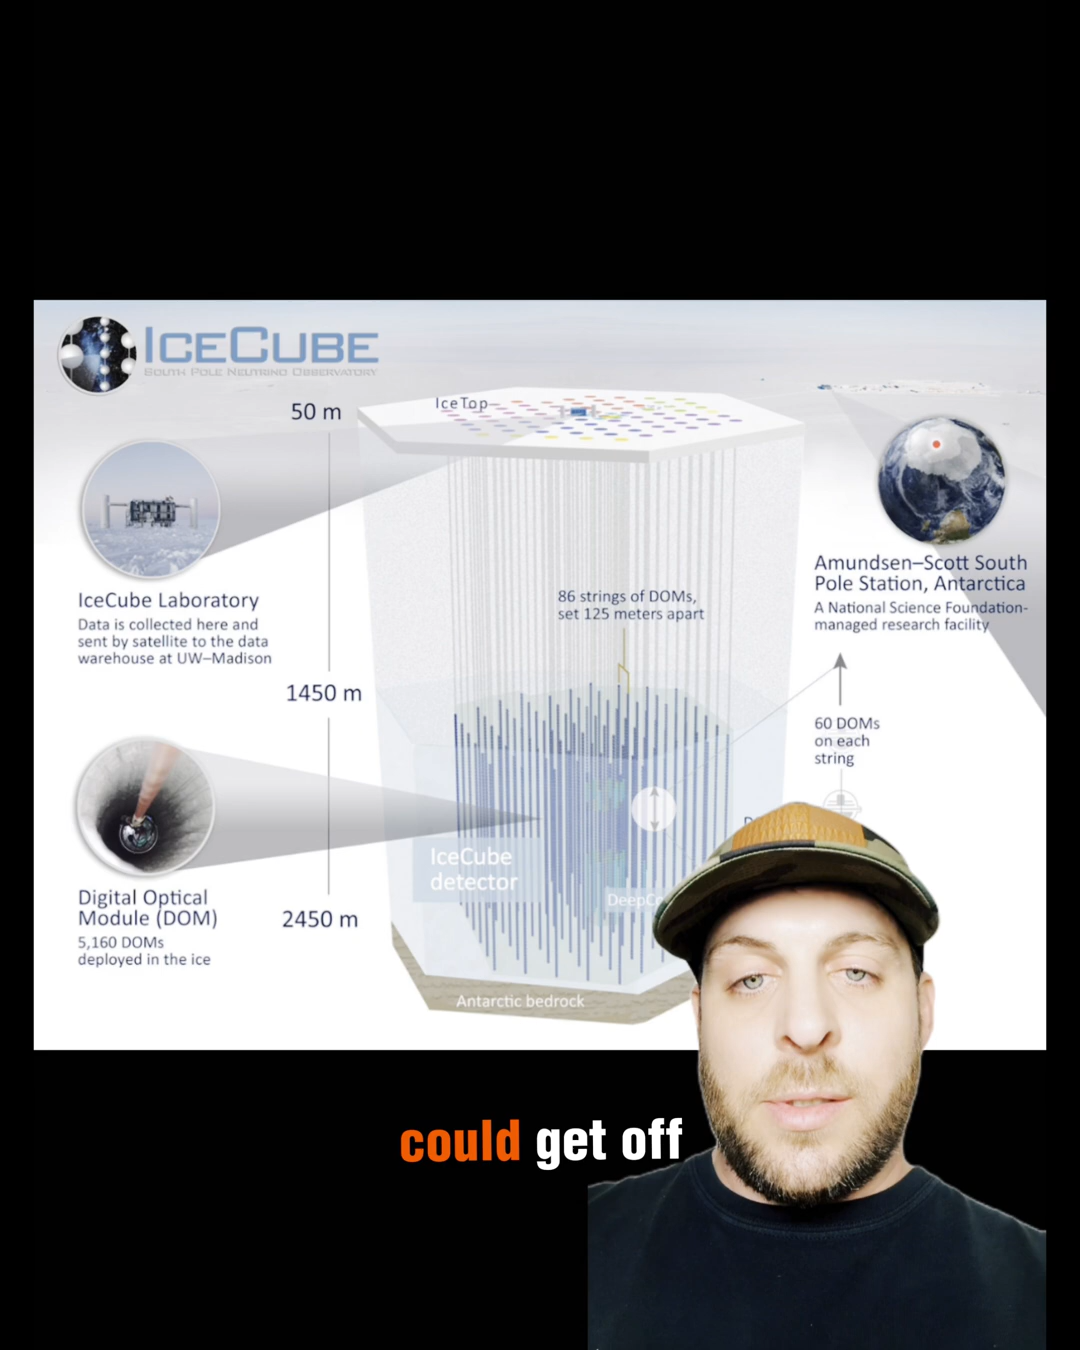 ICECUBE
SOUTH POLE NEUTRINO OBSERVATORY
50 m
IceTop
IceCube Laboratory
Data is collected here and
sent by satellite to the data
warehouse at UW–Madison
86 strings of DOMs,
set 125 meters apart
Amundsen–Scott South
Pole Station, Antarctica
A National Science Foundation-
managed research facility
1450 m
60 DOMs
on each
string
IceCube
detector
Digital Optical
Module (DOM)
5,160 DOMs
deployed in the ice
2450 m
Antarctic bedrock
could get off